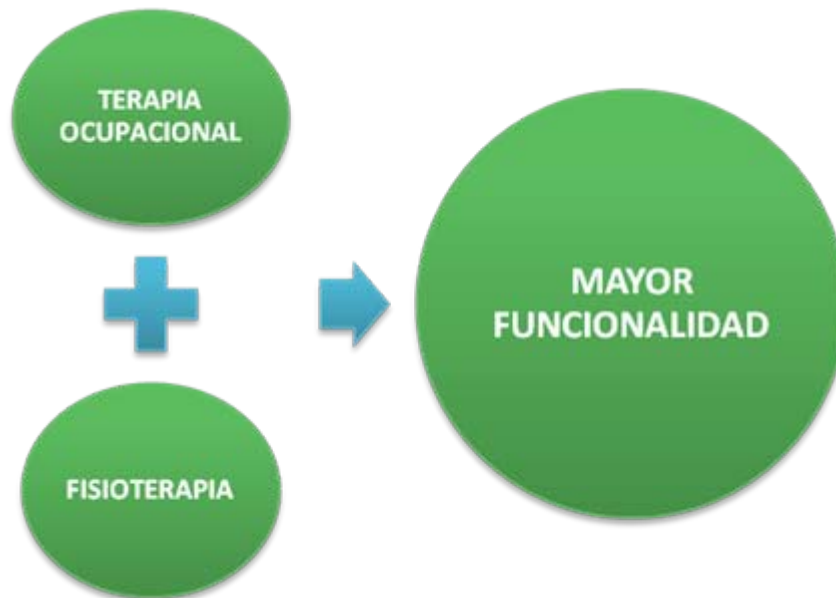 TERAPIA
OCUPACIONAL
FISIOTERAPIA
MAYOR
FUNCIONALIDAD